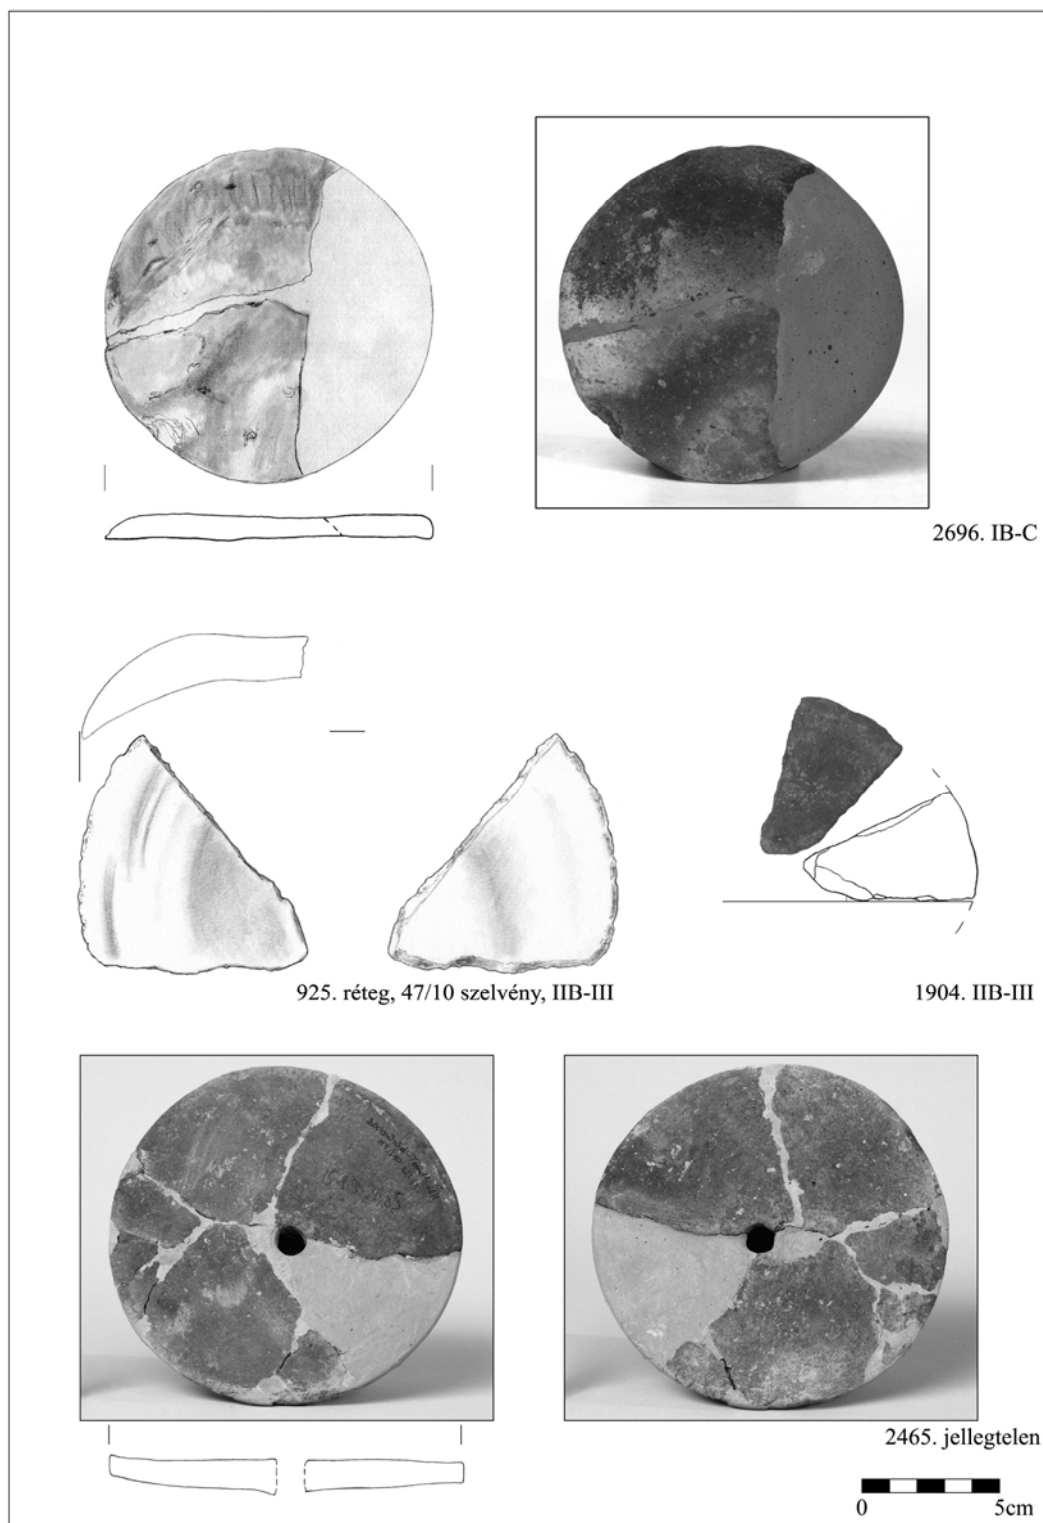 2696. IB-C
925. réteg, 47/10 szelvény, IIB-III
1904. IIB-III
2465. jellegtelen
0 5cm